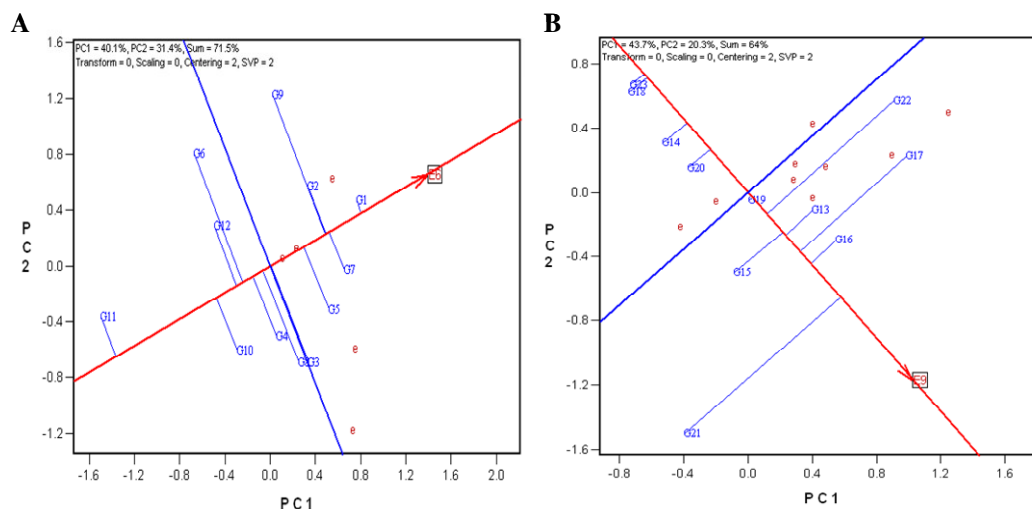 A
PC1 = 40.1%, PC2 = 31.4%, Sum = 71.5%
Transform = 0, Scaling = 0, Centering = 2, SVP = 2
1.6
1.2
0.8
0.4
0.0
-0.4
-0.8
-1.2
P
C
2
G9
G6
G2
e
E6
G1
G12
e
e
G7
G5
G11
G4
G10
G3
e
e
-1.6 -1.2 -0.8 -0.4 0.0 0.4 0.8 1.2 1.6 2.0
P C 1
B
PC1 = 43.7%, PC2 = 20.3%, Sum = 64%
Transform = 0, Scaling = 0, Centering = 2, SVP = 2
0.8
0.4
0.0
-0.4
-0.8
-1.2
-1.6
P
C
2
G23
G18
G22
e
e
G14
G20
e
e
e
e
G17
G19
e
e
e
G13
G16
G15
E9
G21
-0.8 -0.4 0.0 0.4 0.8 1.2 1.6
P C 1